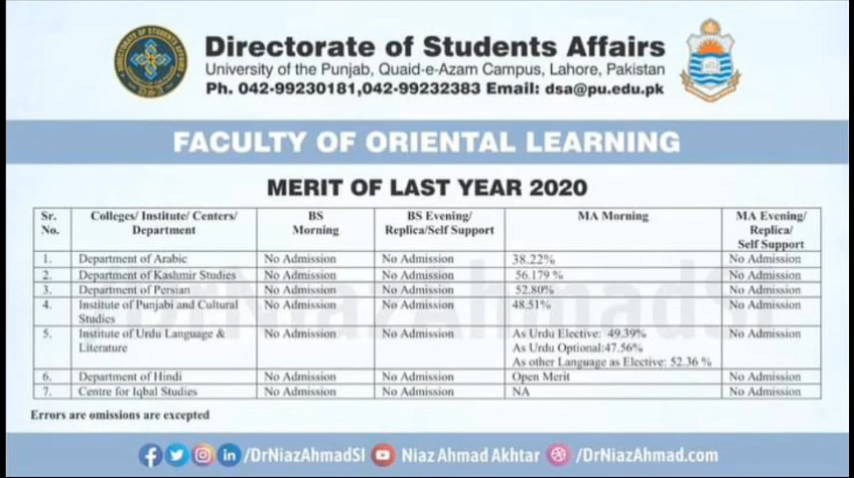 Directorate of Students Affairs
University of the Punjab, Quaid-e-Azam Campus, Lahore, Pakistan
Ph. 042-99230181,042-99232383 Email: dsa@pu.edu.pk
FACULTY OF ORIENTAL LEARNING
MERIT OF LAST YEAR 2020
Sr. No. Colleges/ Institute/ Centers/ Department BS Morning BS Evening/ Replica/Self Support MA Morning MA Evening/ Replica/ Self Support
1. Department of Arabic No Admission No Admission 38.22% No Admission
2. Department of Kashmir Studies No Admission No Admission 56.179 % No Admission
3. Department of Persian No Admission No Admission 52.80% No Admission
4. Institute of Punjabi and Cultural Studies No Admission No Admission 48.51% No Admission
5. Institute of Urdu Language & Literature No Admission No Admission As Urdu Elective: 49.39% No Admission
As Urdu Optional:47.56%
As other Language as Elective: 52.36 %
6. Department of Hindi No Admission No Admission Open Merit No Admission
7. Centre for Iqbal Studies No Admission No Admission NA No Admission
Errors are omissions are excepted
DrNiazAhmadSI
/DrNiazAhmadSI Niaz Ahmad Akhtar /DrNiazAhmad.com